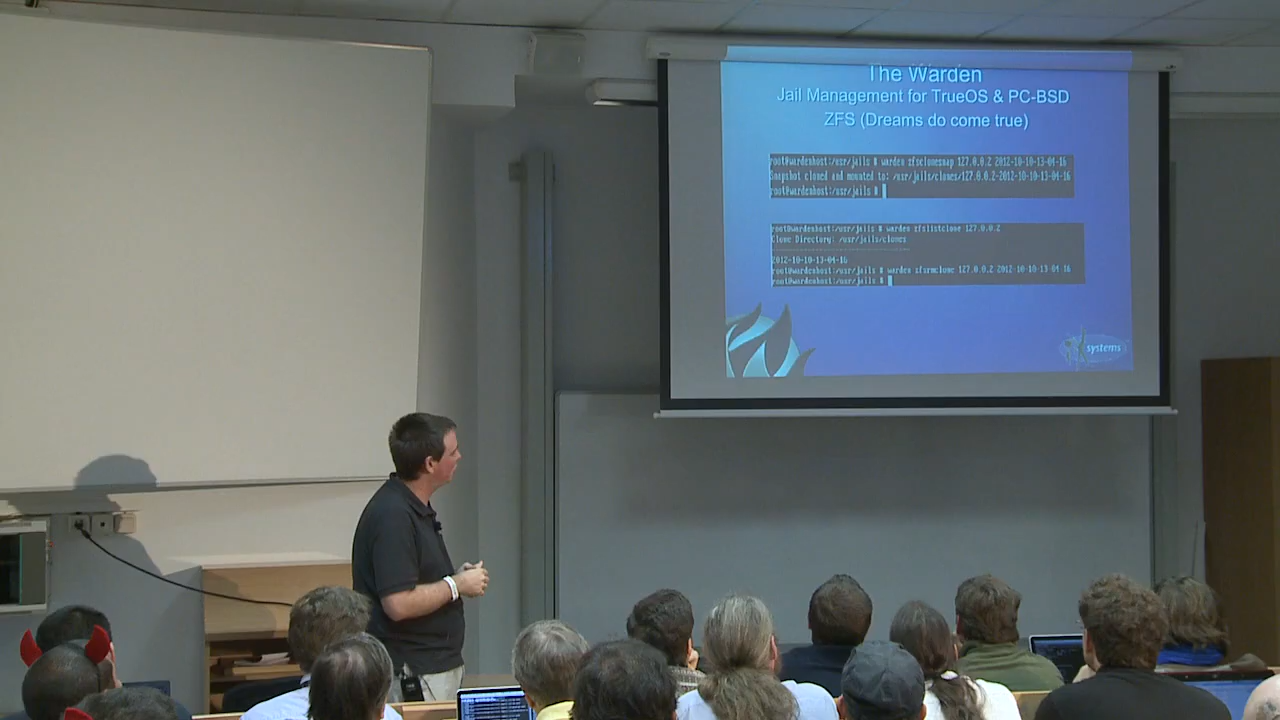 The Warden
Jail Management for TrueOS & PC-BSD
ZFS (Dreams do come true)
root@wardenhost:/usr/jails # warden zfsclonesnap 127.0.0.2 2012-10-10-13-04-16
Snapshot cloned and mounted to: /usr/jails/clones/127.0.0.2-2012-10-10-13-04-16
root@wardenhost:/usr/jails #
root@wardenhost:/usr/jails # warden zfslistclone 127.0.0.2
Clone Directory: /usr/jails/clones
2012-10-10-13-04-16
root@wardenhost:/usr/jails # warden zfsrmclone 127.0.0.2 2012-10-10-13-04-16
root@wardenhost:/usr/jails #
systems